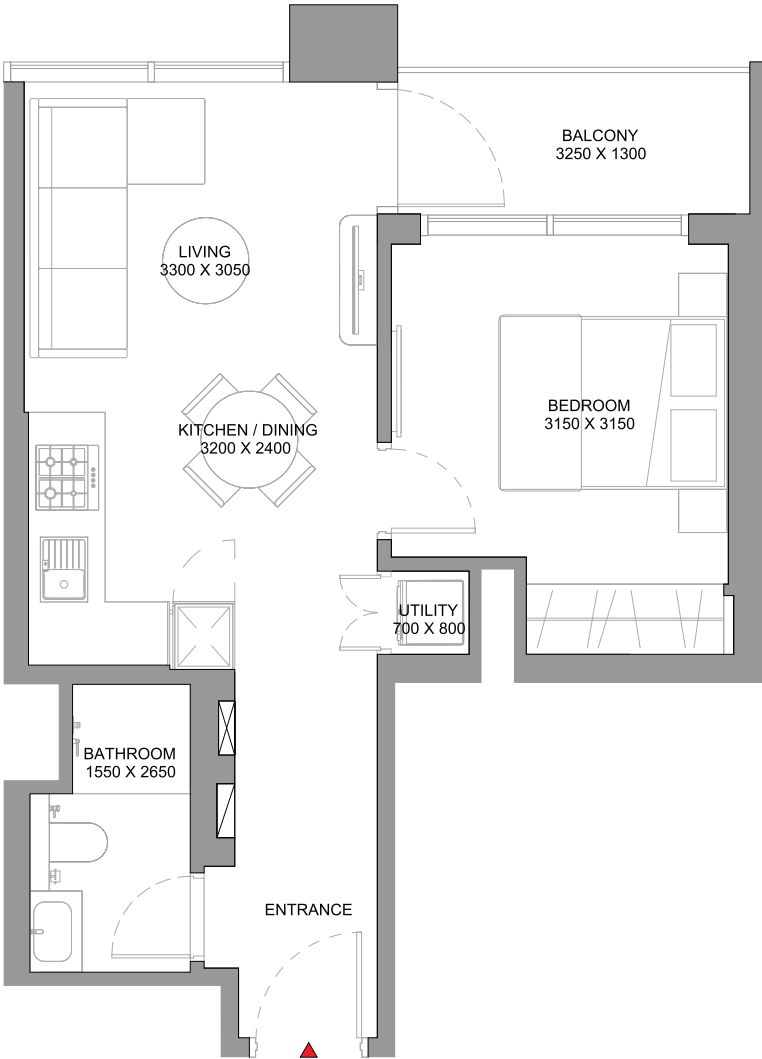 BALCONY
3250 X 1300
LIVING
3300 X 3050
BEDROOM
3150 X 3150
KITCHEN / DINING
3200 X 2400
UTILITY
700 X 800
BATHROOM
1550 X 2650
ENTRANCE